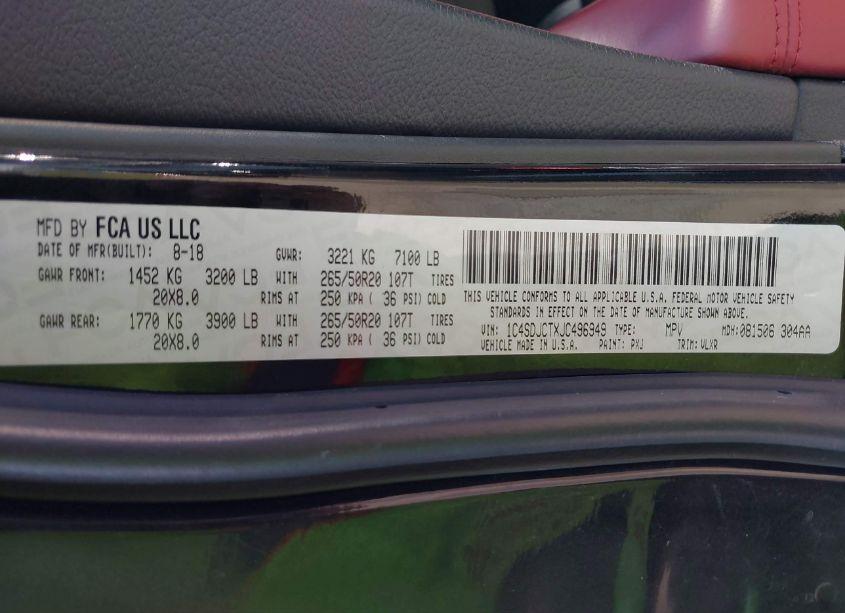 MFD BY FCA US LLC
DATE OF MFR(BUILT): 8-18 GVWR: 3221 KG 7100 LB
GAWR FRONT: 1452 KG 3200 LB WITH 265/50R20 107T TIRES
20X8.0 RIMS AT 250 KPA ( 36 PSI) COLD
GAWR REAR: 1770 KG 3900 LB WITH 265/50R20 107T TIRES
20X8.0 RIMS AT 250 KPA ( 36 PSI) COLD
THIS VEHICLE CONFORMS TO ALL APPLICABLE U.S.A. FEDERAL MOTOR VEHICLE SAFETY
STANDARDS IN EFFECT ON THE DATE OF MANUFACTURE SHOWN ABOVE.
VIN: 1C4SDJCTXJC496949 TYPE: MPV MDH: 081506 304AA
VEHICLE MADE IN U.S.A. PAINT: PXJ TRIM: VLXR